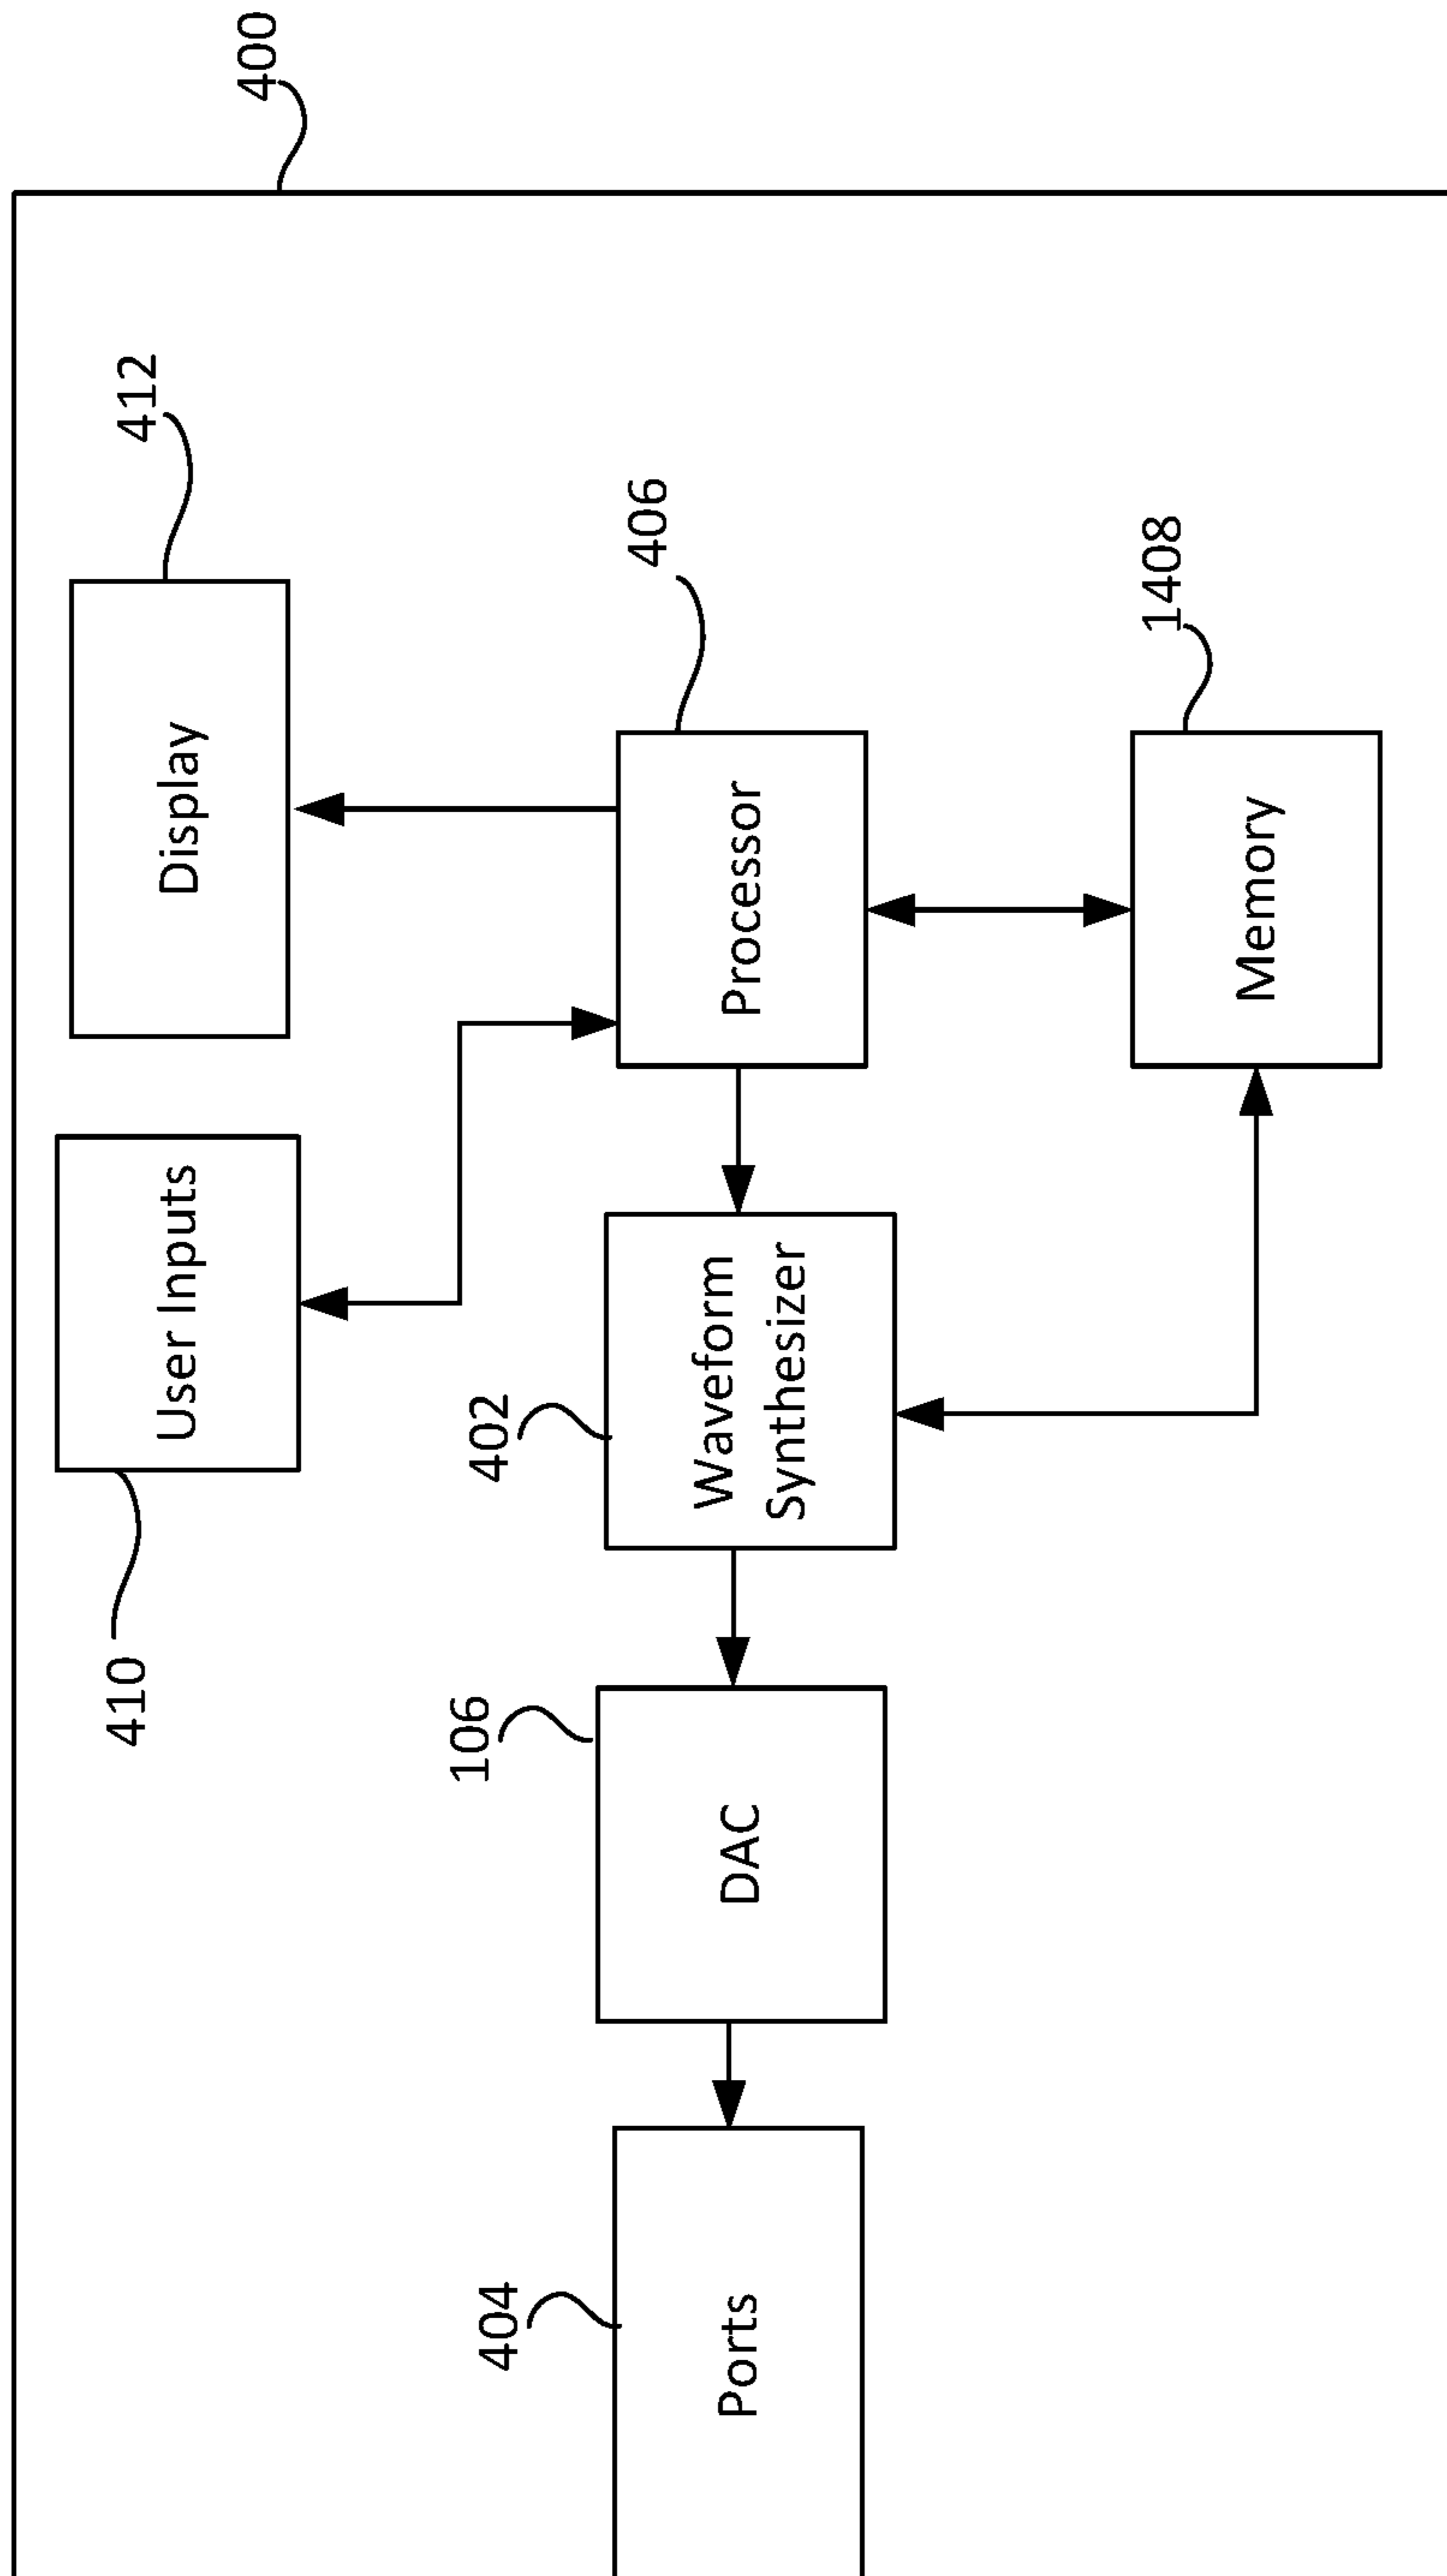 400
410
412
User Inputs
Display
404
106
402
406
Ports
DAC
Waveform
Synthesizer
Processor
1408
Memory